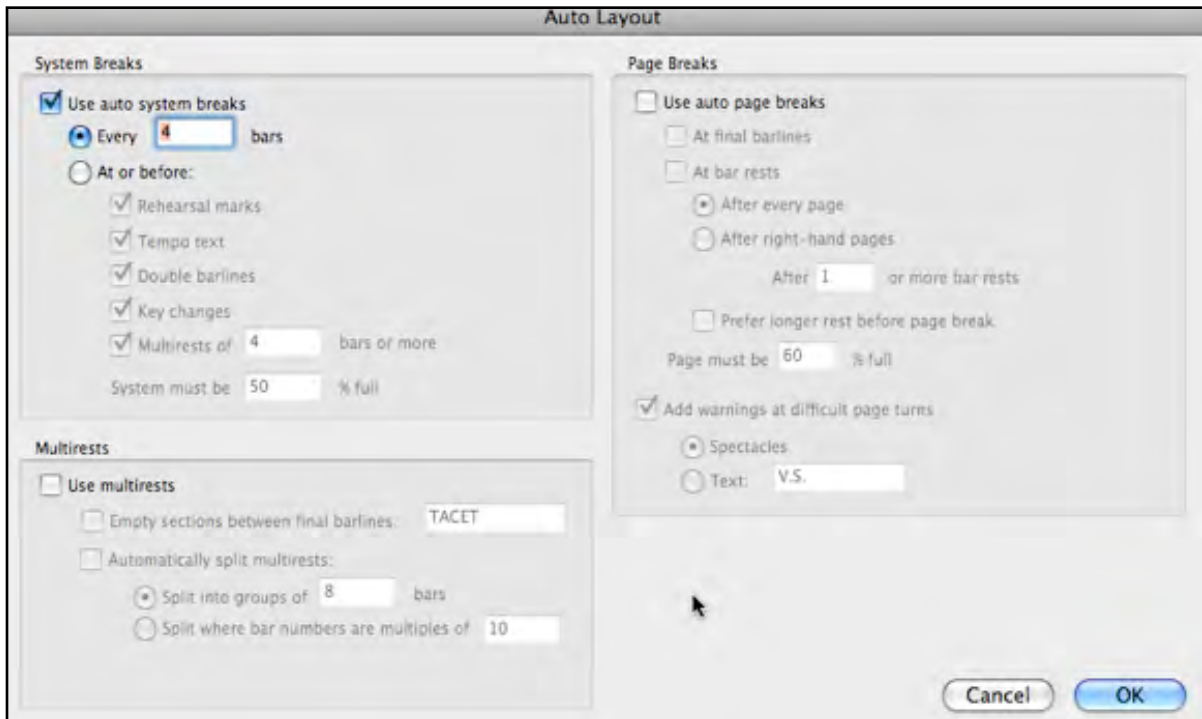 Auto Layout
System Breaks
Use auto system breaks
Every 4 bars
At or before:
Rehearsal marks
Tempo text
Double barlines
Key changes
Multirests of 4 bars or more
System must be 50 % full
Multirests
Use multirests
Empty sections between final barlines: TACET
Automatically split multirests:
Split into groups of 8 bars
Split where bar numbers are multiples of 10
Page Breaks
Use auto page breaks
At final barlines
At bar rests
After every page
After right-hand pages
After 1 or more bar rests
Prefer longer rest before page break
Page must be 60 % full
Add warnings at difficult page turns
Spectacles
Text: V.S.
Cancel OK